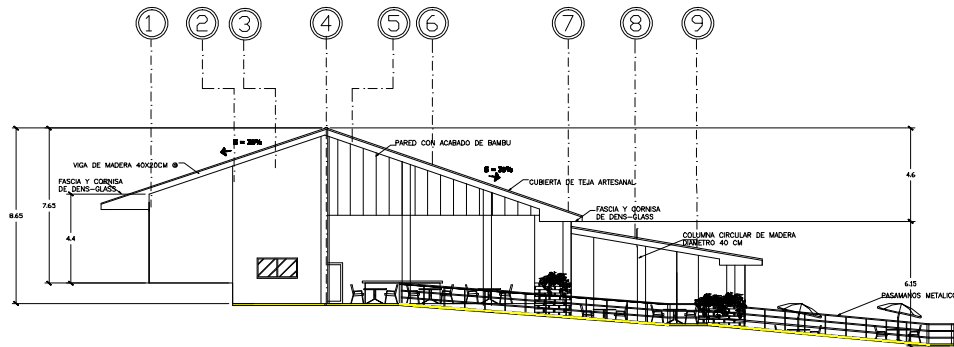 1 2 3 4 5 6 7 8 9
S = 35%
PARED CON ACABADO DE BAMBU
VIGA DE MADERA 40X20CM @
S = 35%
4.6
FASCIA Y CORNISA
DE DENS-GLASS
CUBIERTA DE TEJA ARTESANAL
7.65
8.65
FASCIA Y CORNISA
DE DENS-GLASS
4.4
COLUMNA CIRCULAR DE MADERA
DIAMETRO 40 CM
6.15
PASAMANOS METALICO